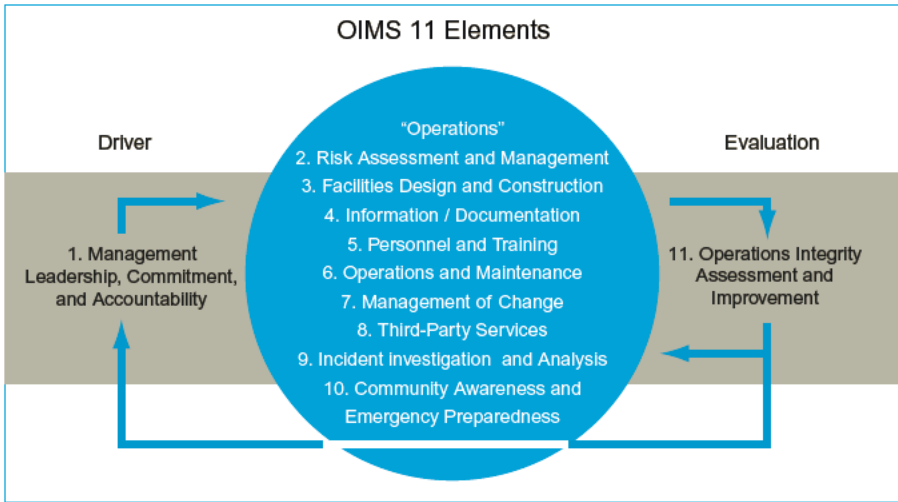 OIMS 11 Elements
Driver
"Operations"
2. Risk Assessment and Management
3. Facilities Design and Construction
4. Information / Documentation
5. Personnel and Training
6. Operations and Maintenance
7. Management of Change
8. Third-Party Services
9. Incident investigation and Analysis
10. Community Awareness and
Emergency Preparedness
Evaluation
1. Management
Leadership, Commitment,
and Accountability
11. Operations Integrity
Assessment and
Improvement